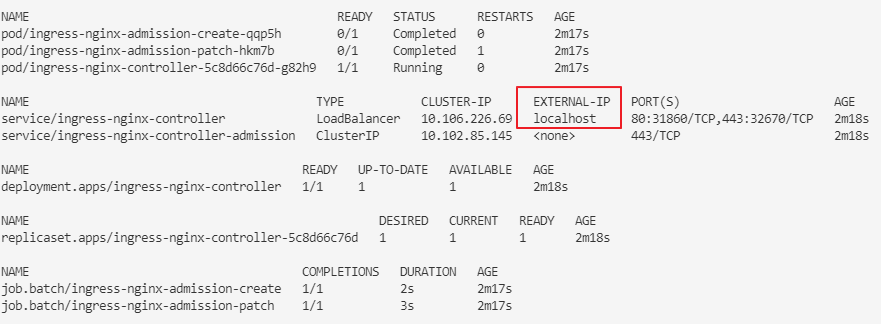 NAME READY STATUS RESTARTS AGE
pod/ingress-nginx-admission-create-qqp5h 0/1 Completed 0 2m17s
pod/ingress-nginx-admission-patch-hkm7b 0/1 Completed 1 2m17s
pod/ingress-nginx-controller-5c8d66c76d-g82h9 1/1 Running 0 2m17s
NAME TYPE CLUSTER-IP EXTERNAL-IP PORT(S) AGE
service/ingress-nginx-controller LoadBalancer 10.106.226.69 localhost 80:31860/TCP,443:32670/TCP 2m18s
service/ingress-nginx-controller-admission ClusterIP 10.102.85.145 <none> 443/TCP 2m18s
NAME READY UP-TO-DATE AVAILABLE AGE
deployment.apps/ingress-nginx-controller 1/1 1 1 2m18s
NAME DESIRED CURRENT READY AGE
replicaset.apps/ingress-nginx-controller-5c8d66c76d 1 1 1 2m18s
NAME COMPLETIONS DURATION AGE
job.batch/ingress-nginx-admission-create 1/1 2s 2m17s
job.batch/ingress-nginx-admission-patch 1/1 3s 2m17s